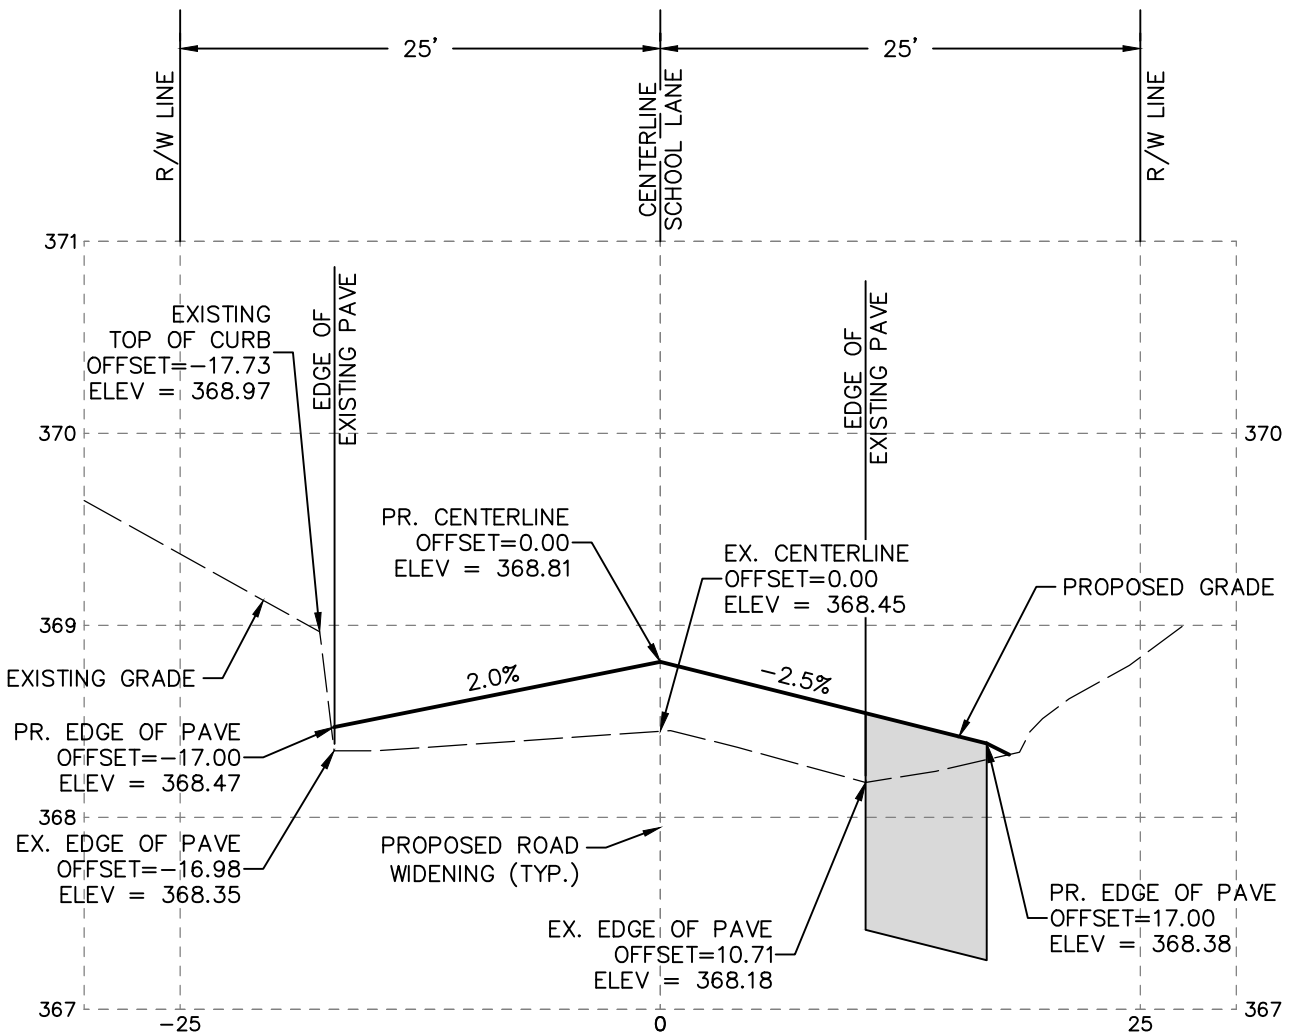 25'
25'
R/W LINE
CENTERLINE
SCHOOL LANE
R/W LINE
371
EXISTING
TOP OF CURB
OFFSET=-17.73
ELEV = 368.97
EDGE OF
EXISTING PAVE
EDGE OF
EXISTING PAVE
370
370
PR. CENTERLINE
OFFSET=0.00
ELEV = 368.81
EX. CENTERLINE
OFFSET=0.00
ELEV = 368.45
PROPOSED GRADE
369
EXISTING GRADE
2.0%
-2.5%
PR. EDGE OF PAVE
OFFSET=-17.00
ELEV = 368.47
368
EX. EDGE OF PAVE
OFFSET=-16.98
ELEV = 368.35
PROPOSED ROAD
WIDENING (TYP.)
EX. EDGE OF PAVE
OFFSET=10.71
ELEV = 368.18
PR. EDGE OF PAVE
OFFSET=17.00
ELEV = 368.38
367
367
-25
0
25